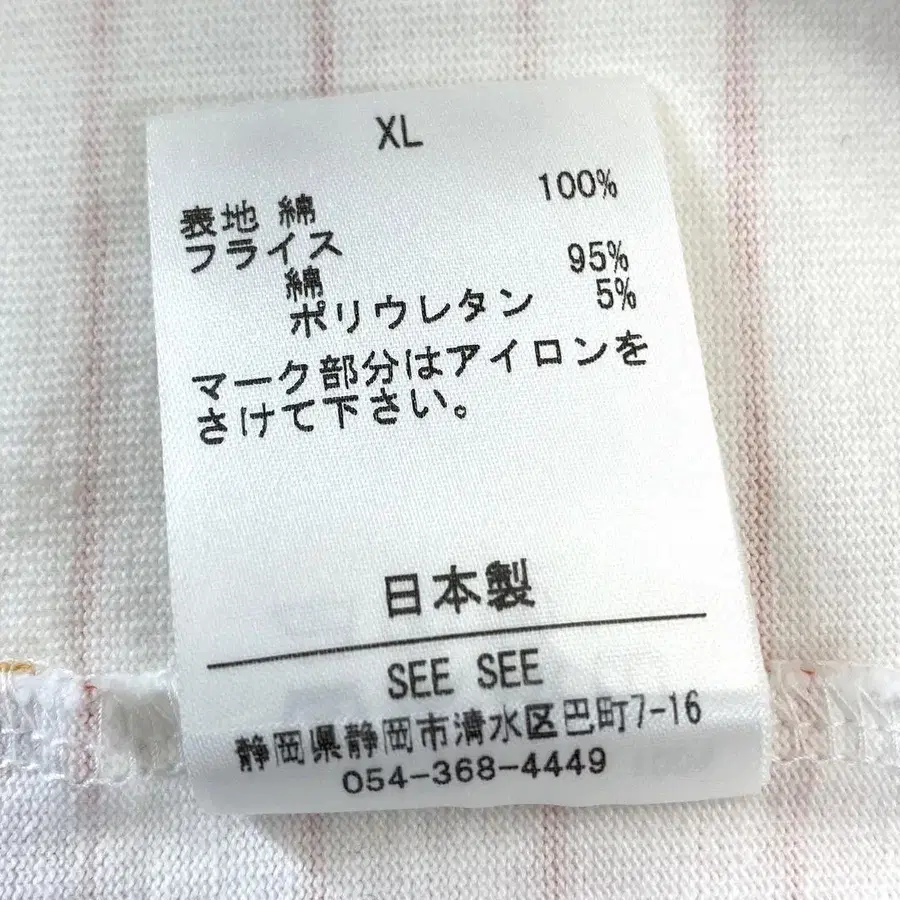 XL
表地 綿 100%
フライス
綿 95%
ポリウレタン 5%
マーク部分はアイロンを
さけて下さい。
日本製
SEE SEE
静岡県静岡市清水区巴町7-16
054-368-4449